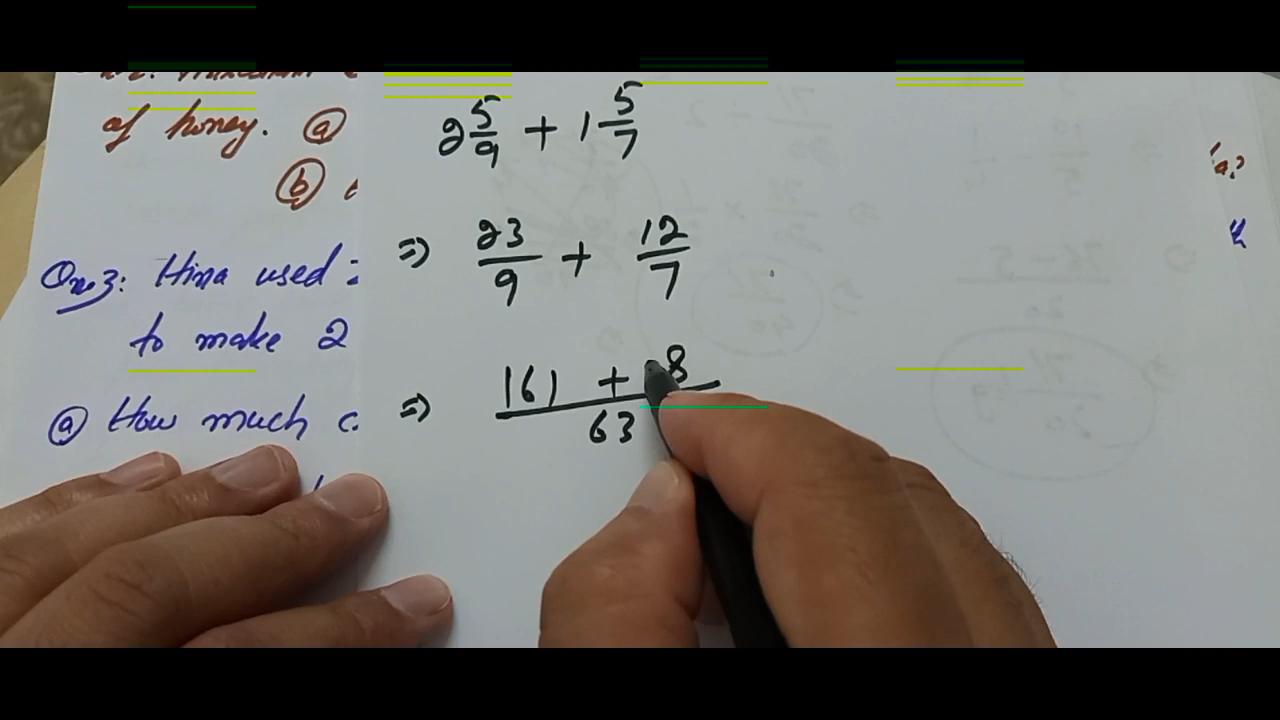 of honey. (a)
(b)
Qn3: Hina used
to make 2
(a) How much
2 5/9 + 1 5/7
=> 23/9 + 12/7
=> 161 + 8 / 63